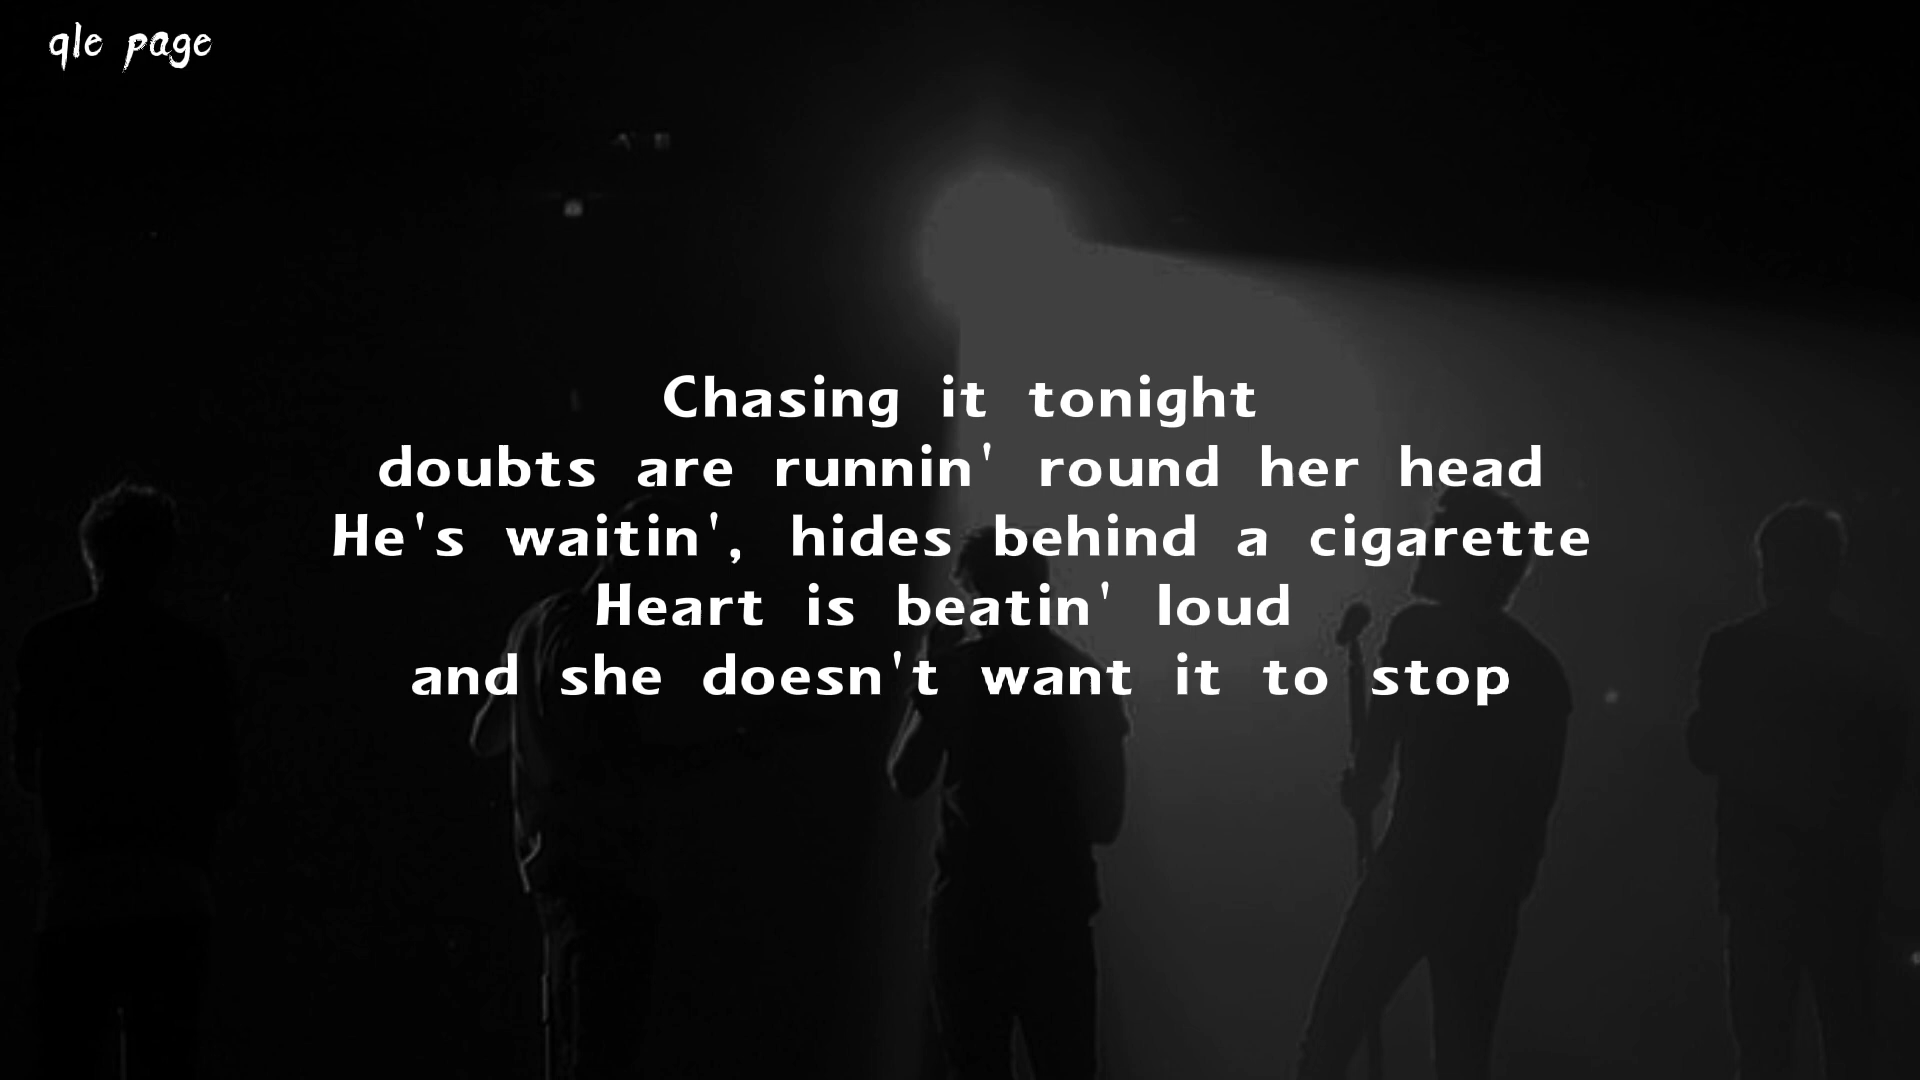 qle page
Chasing it tonight
doubts are runnin' round her head
He's waitin', hides behind a cigarette
Heart is beatin' loud
and she doesn't want it to stop